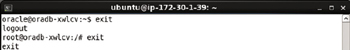 ubuntu@ip-172-30-1-39: ~
oracle@oradb-xwlcv:~$ exit
logout
root@oradb-xwlcv:/# exit
exit